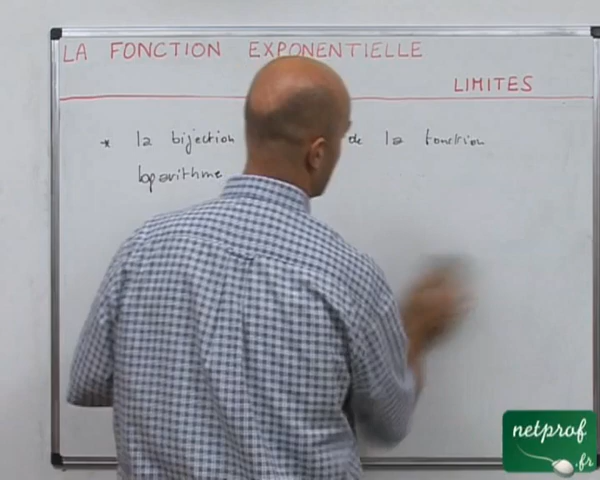 LA FONCTION EXPONENTIELLE
LIMITES
* la bijection de la fonction
logarithme
netprof
.fr